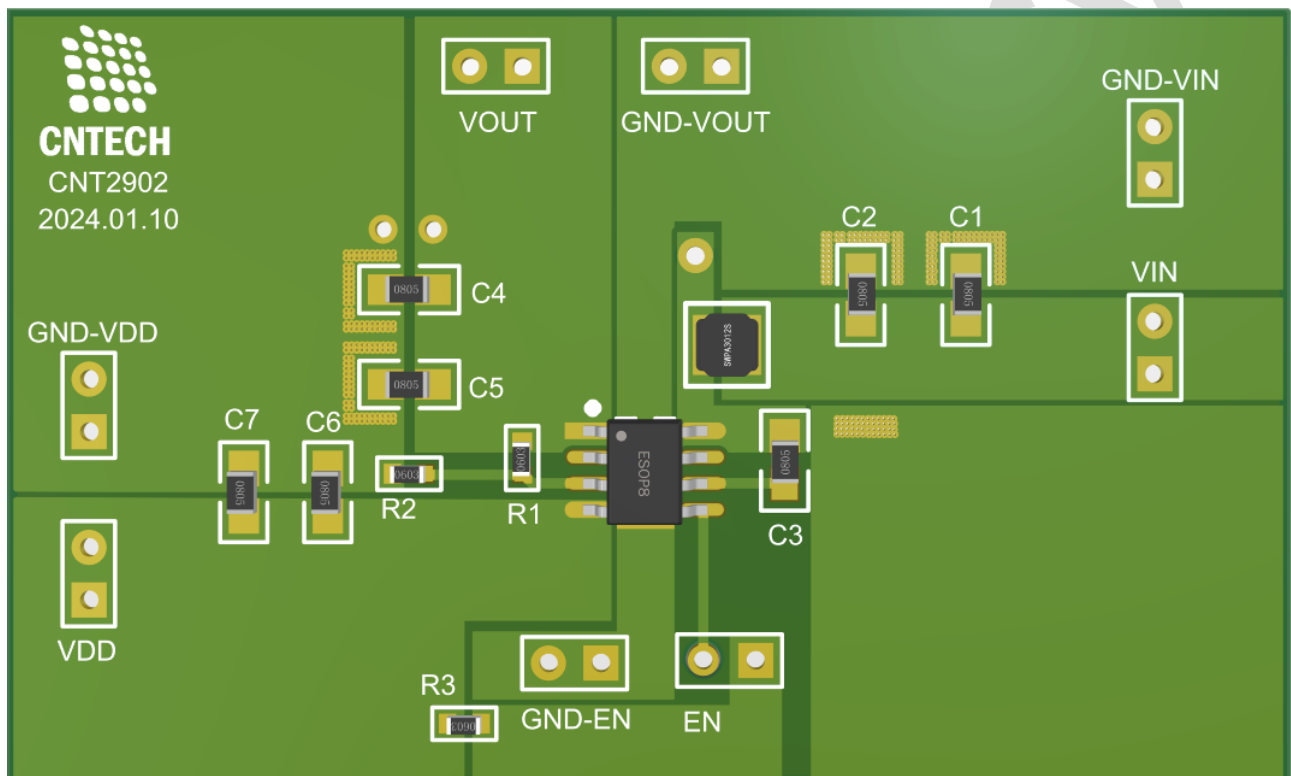 CNTECH
CNT2902
2024.01.10
VOUT
GND-VOUT
GND-VIN
C2
C1
VIN
0805
C4
0805
0805
GND-VDD
SWPA3012S
0805
C5
C7
C6
ESOP8
0603
0805
0603
R2
R1
0805
0805
C3
VDD
R3
GND-EN
EN
0603